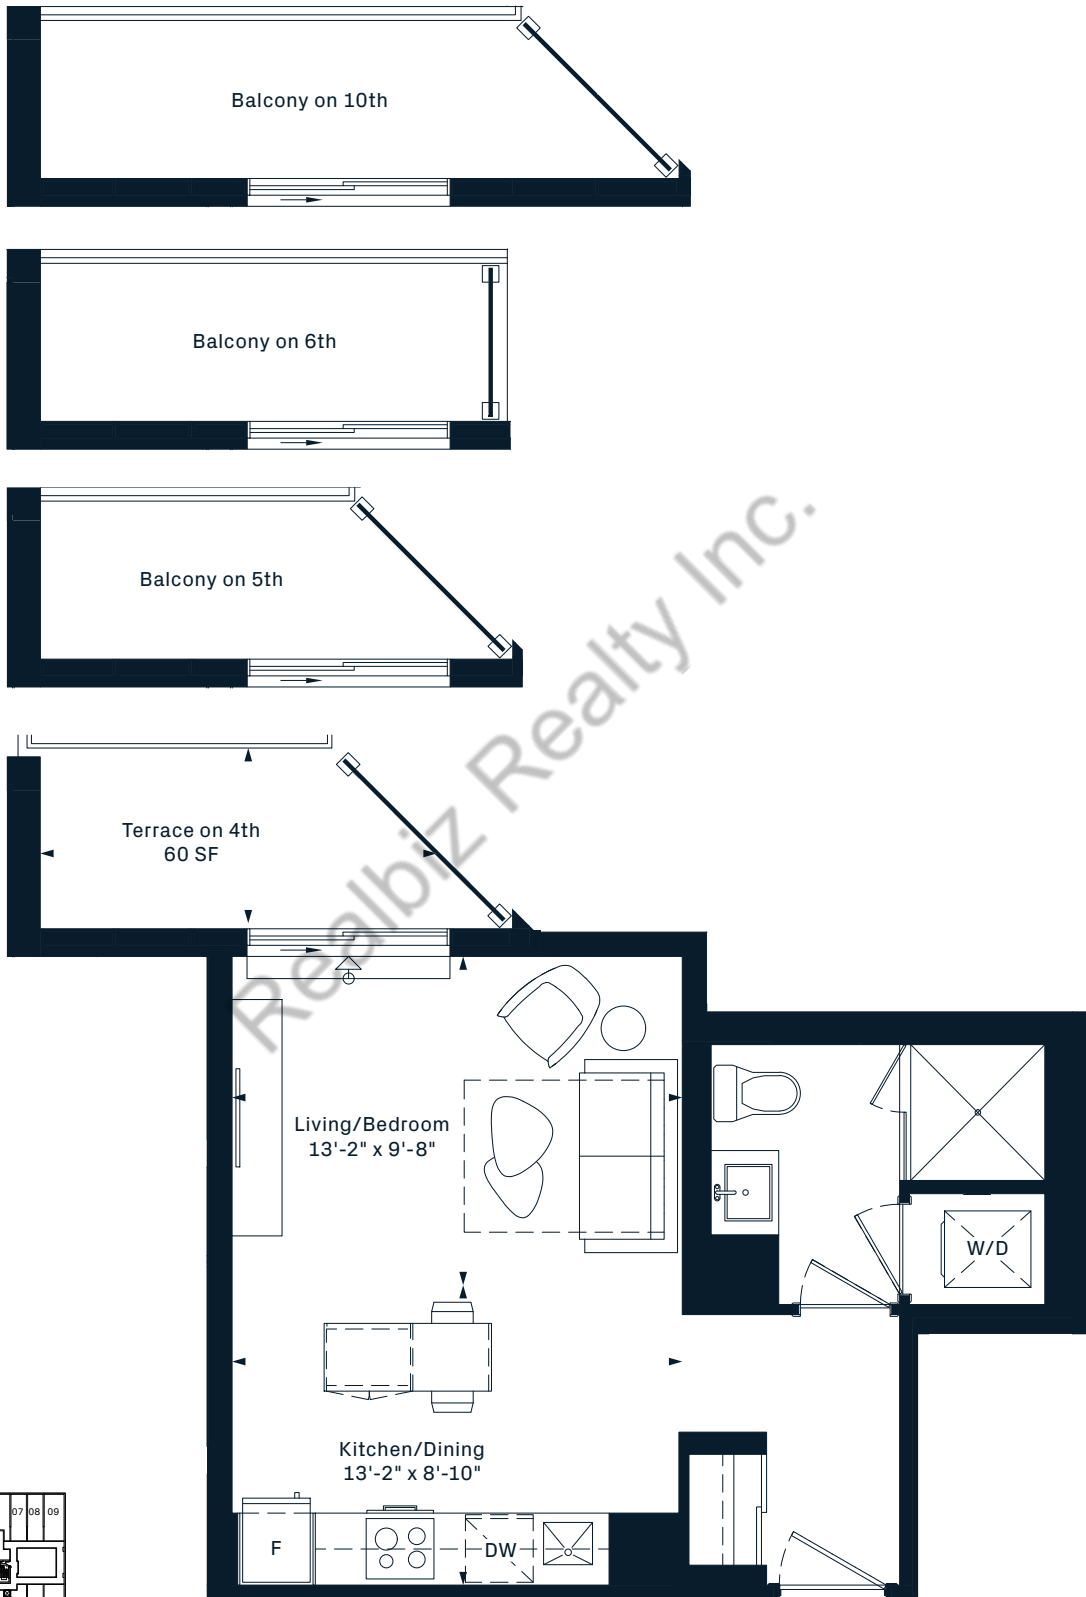 Balcony on 10th
Balcony on 6th
Balcony on 5th
Terrace on 4th
60 SF
Realbiz Realty Inc.
Living/Bedroom
13'-2" x 9'-8"
W/D
Kitchen/Dining
13'-2" x 8'-10"
F
DW
07 08 09